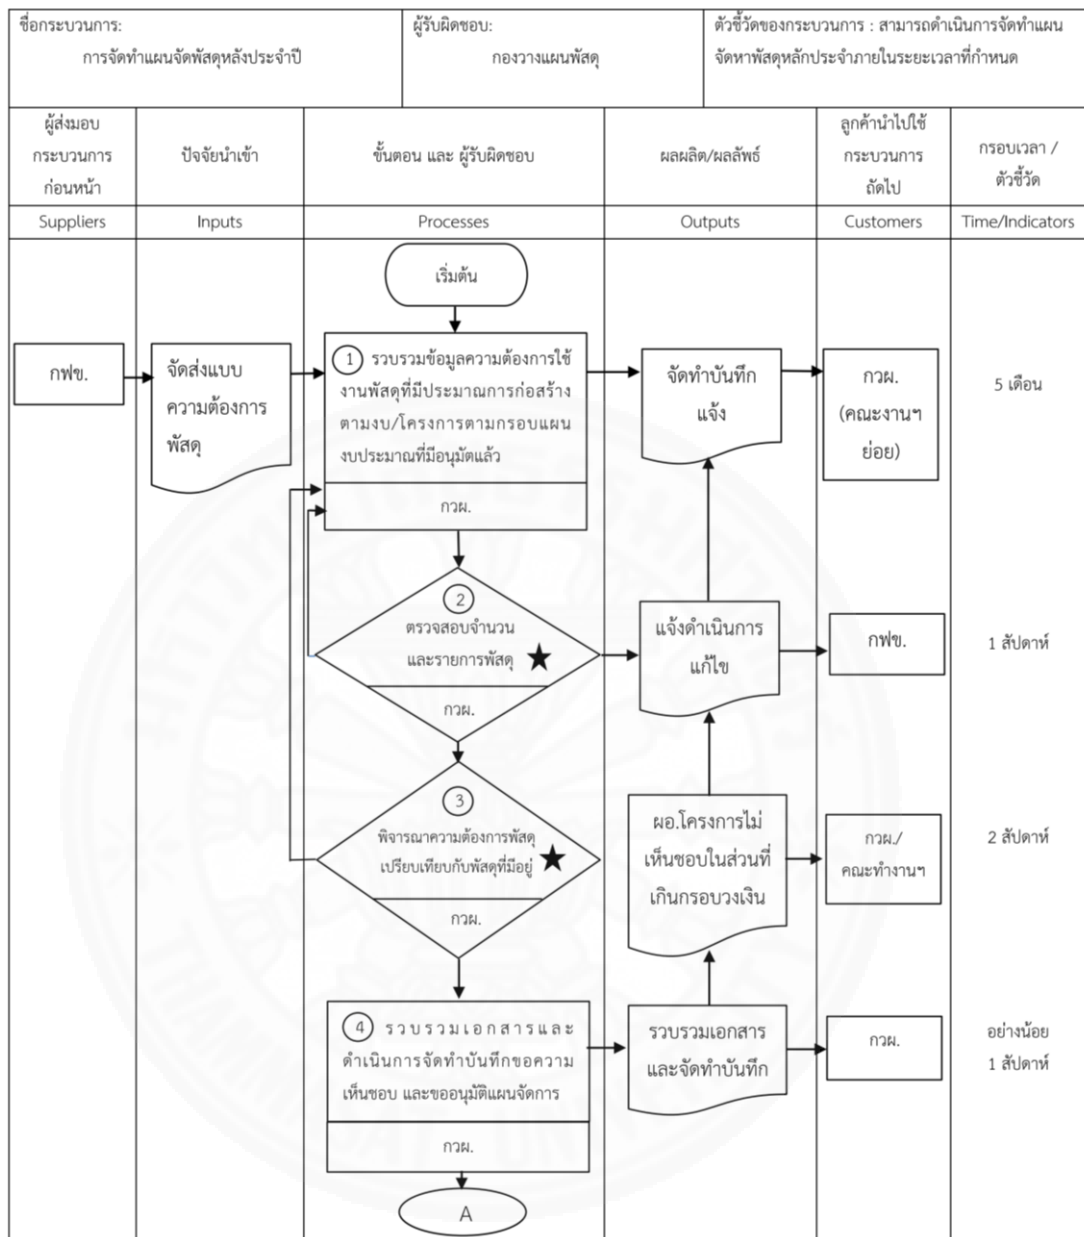 ชื่อกระบวนการ:
การจัดทำแผนจัดพัสดุหลังประจำปี
ผู้รับผิดชอบ:
กองวางแผนพัสดุ
ตัวชี้วัดของกระบวนการ : สามารถดำเนินการจัดทำแผน
จัดหาพัสดุหลักประจำภายในระยะเวลาที่กำหนด
ผู้ส่งมอบ
กระบวนการ
ก่อนหน้า
ปัจจัยนำเข้า
ขั้นตอน และ ผู้รับผิดชอบ
ผลผลิต/ผลลัพธ์
ลูกค้านำไปใช้
กระบวนการ
ถัดไป
กรอบเวลา /
ตัวชี้วัด
Suppliers
Inputs
Processes
Outputs
Customers
Time/Indicators
เริ่มต้น
กฟข.
จัดส่งแบบ
ความต้องการ
พัสดุ
1 รวบรวมข้อมูลความต้องการใช้
งานพัสดุที่มีประมาณการก่อสร้าง
ตามงบ/โครงการตามกรอบแผน
งบประมาณที่มีอนุมัตแล้ว
กวผ.
จัดทำบันทึก
แจ้ง
กวผ.
(คณะงานฯ
ย่อย)
5 เดือน
2
ตรวจสอบจำนวน
และรายการพัสดุ
กวผ.
แจ้งดำเนินการ
แก้ไข
กฟข.
1 สัปดาห์
3
พิจารณาความต้องการพัสดุ
เปรียบเทียบกับพัสดุที่มีอยู่
กวผ.
ผอ.โครงการไม่
เห็นชอบในส่วนที่
เกินกรอบวงเงิน
กวผ./
คณะทำงานฯ
2 สัปดาห์
4 รวบรวมเอกสารและ
ดำเนินการจัดทำบันทึกขอความ
เห็นชอบ และขออนุมัติแผนจัดการ
กวผ.
รวบรวมเอกสาร
และจัดทำบันทึก
กวผ.
อย่างน้อย
1 สัปดาห์
A